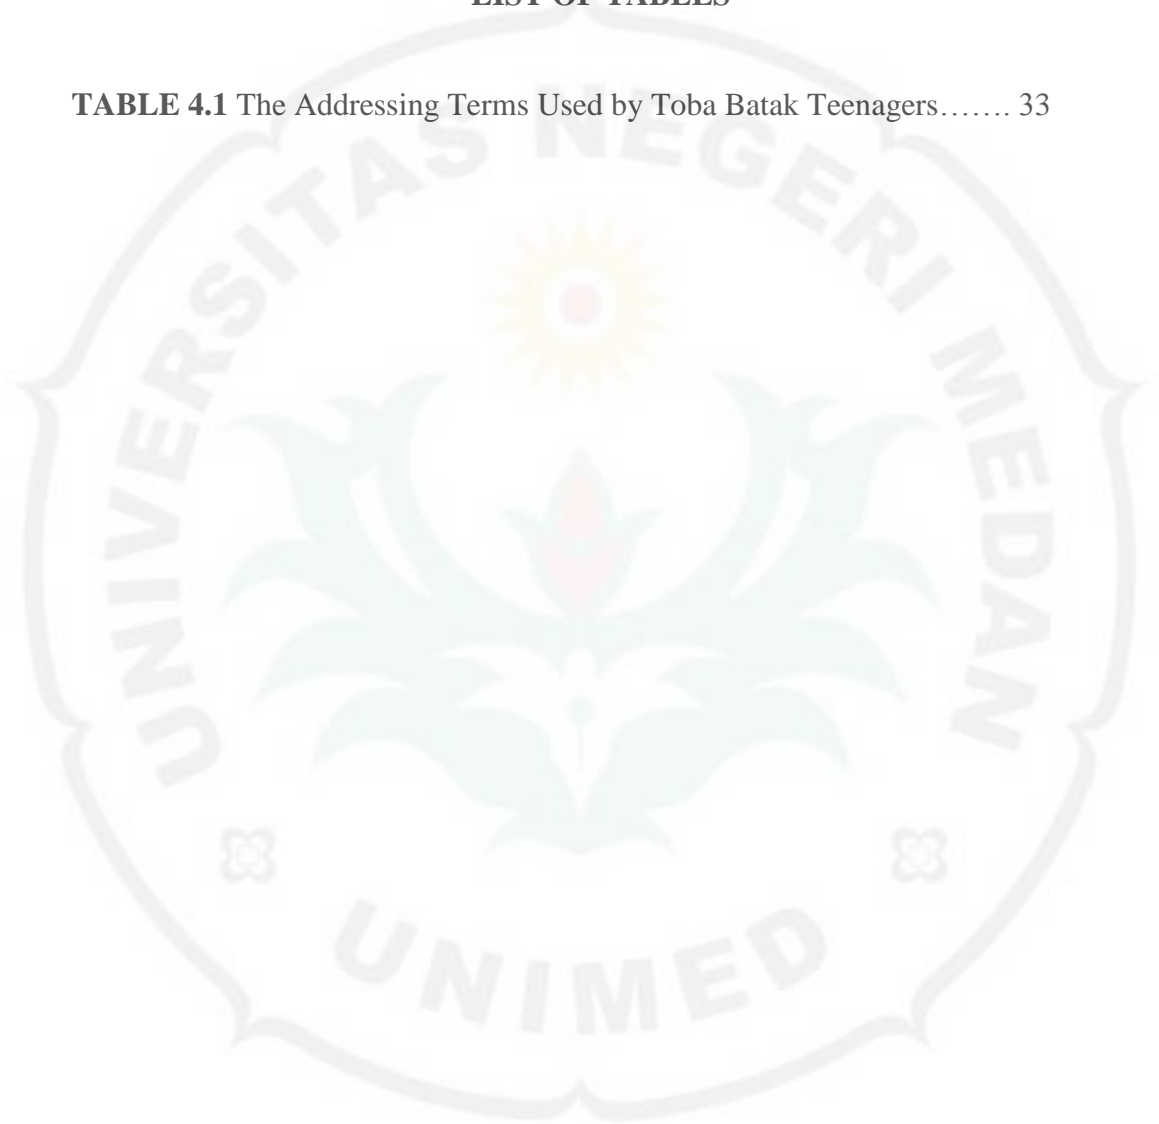 LIST OF TABLES
TABLE 4.1 The Addressing Terms Used by Toba Batak Teenagers……. 33
UNIVERSITAS NEGERI MEDAN
UNIMED